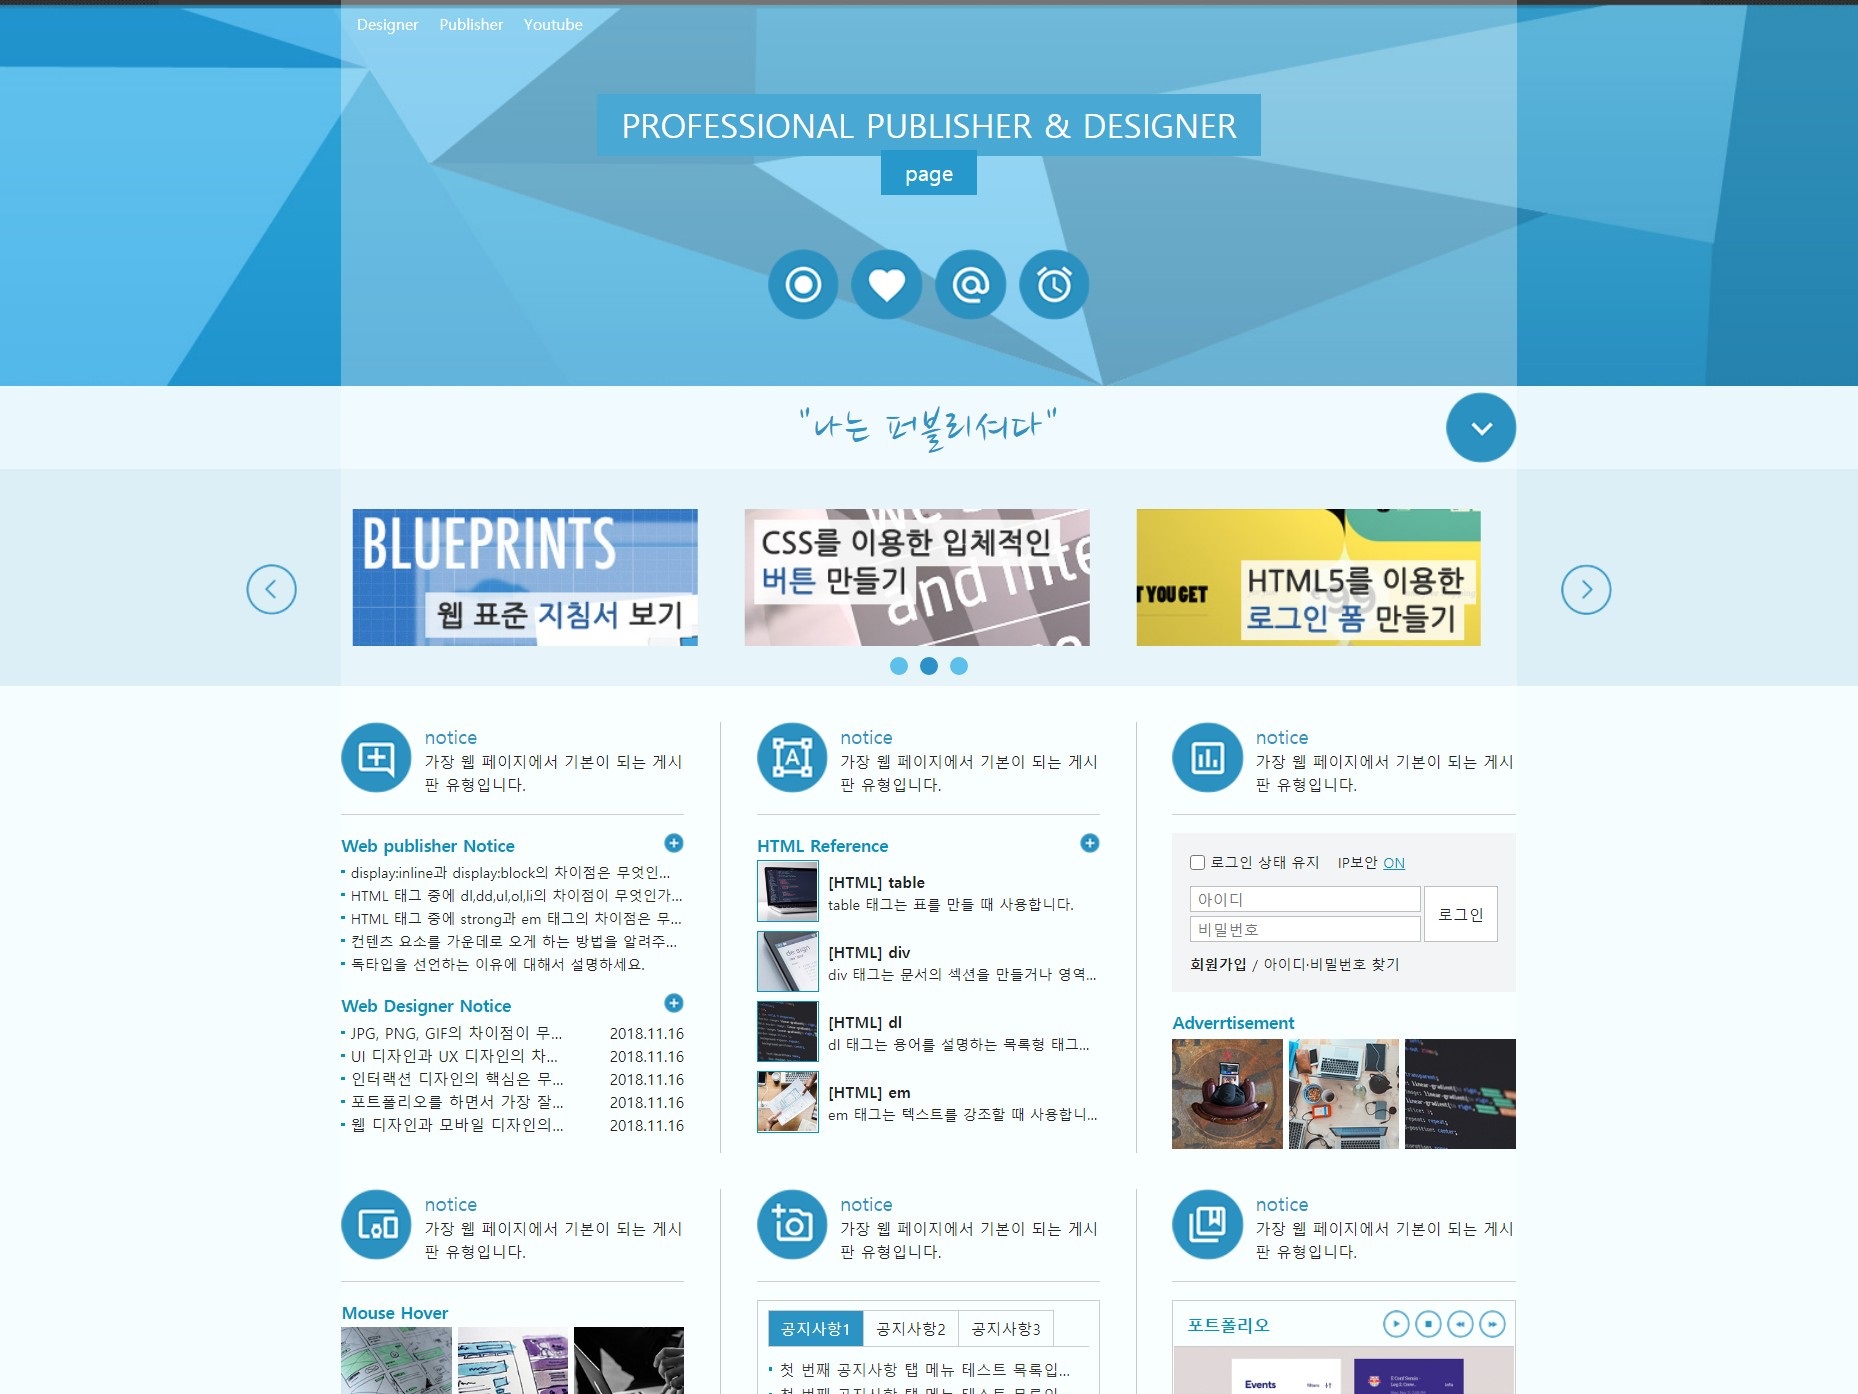 Designer Publisher Youtube
PROFESSIONAL PUBLISHER & DESIGNER
page
"나는 퍼블리셔다"
BLUEPRINTS
웹 표준 지침서 보기
CSS를 이용한 입체적인
버튼 만들기
and inte
T YOU GET
HTML5를 이용한
로그인 폼 만들기
notice
가장 웹 페이지에서 기본이 되는 게시
판 유형입니다.
Web publisher Notice
display:inline과 display:block의 차이점은 무엇인...
HTML 태그 중에 dl,dd,ul,ol,li의 차이점이 무엇인가...
HTML 태그 중에 strong과 em 태그의 차이점은 무...
컨텐츠 요소를 가운데로 오게 하는 방법을 알려주...
독타입을 선언하는 이유에 대해서 설명하세요.
Web Designer Notice
JPG, PNG, GIF의 차이점이 무... 2018.11.16
UI 디자인과 UX 디자인의 차... 2018.11.16
인터랙션 디자인의 핵심은 무... 2018.11.16
포트폴리오를 하면서 가장 잘... 2018.11.16
웹 디자인과 모바일 디자인의... 2018.11.16
notice
가장 웹 페이지에서 기본이 되는 게시
판 유형입니다.
HTML Reference
[HTML] table
table 태그는 표를 만들 때 사용합니다.
[HTML] div
div 태그는 문서의 섹션을 만들거나 영역...
[HTML] dl
dl 태그는 용어를 설명하는 목록형 태그...
[HTML] em
em 태그는 텍스트를 강조할 때 사용합니...
notice
가장 웹 페이지에서 기본이 되는 게시
판 유형입니다.
로그인 상태 유지 IP보안 ON
아이디
비밀번호
로그인
회원가입 / 아이디·비밀번호 찾기
Adverrtisement
notice
가장 웹 페이지에서 기본이 되는 게시
판 유형입니다.
Mouse Hover
notice
가장 웹 페이지에서 기본이 되는 게시
판 유형입니다.
공지사항1 공지사항2 공지사항3
첫 번째 공지사항 탭 메뉴 테스트 목록입...
notice
가장 웹 페이지에서 기본이 되는 게시
판 유형입니다.
포트폴리오
Events